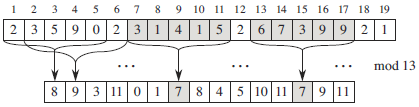 1 2 3 4 5 6 7 8 9 10 11 12 13 14 15 16 17 18 19
2 3 5 9 0 2 3 1 4 1 5 2 6 7 3 9 9 2 1
... ... ... mod 13
8 9 3 11 0 1 7 8 4 5 10 11 7 9 11